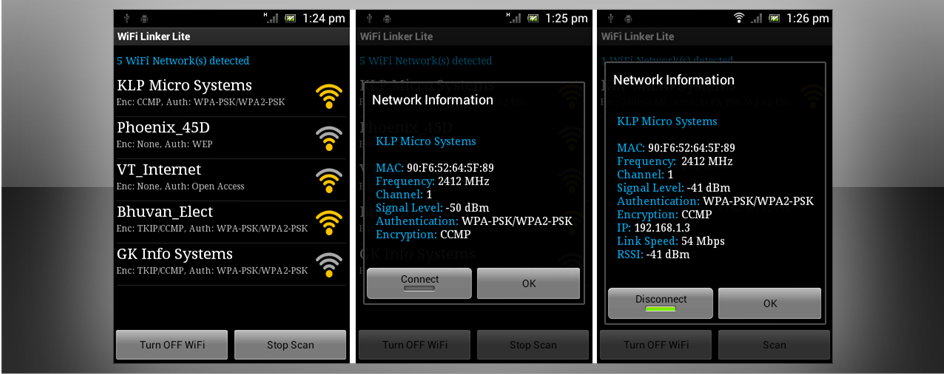 H 1:24 pm
WiFi Linker Lite
5 WiFi Network(s) detected
KLP Micro Systems
Enc: CCMP, Auth: WPA-PSK/WPA2-PSK
Phoenix_45D
Enc: None, Auth: WEP
VT_Internet
Enc: None, Auth: Open Access
Bhuvan_Elect
Enc: TKIP/CCMP, Auth: WPA-PSK/WPA2-PSK
GK Info Systems
Enc: TKIP/CCMP, Auth: WPA-PSK/WPA2-PSK
Turn OFF WiFi Stop Scan
H 1:25 pm
WiFi Linker Lite
5 WiFi Network(s) detected
KLP Micro Systems
Network Information
KLP Micro Systems
MAC: 90:F6:52:64:5F:89
Frequency: 2412 MHz
Channel: 1
Signal Level: -50 dBm
Authentication: WPA-PSK/WPA2-PSK
Encryption: CCMP
GK Info Systems
Connect OK
Turn OFF WiFi Stop Scan
1:26 pm
WiFi Linker Lite
WiFi Network(s) detected
Network Information
KLP Micro Systems
MAC: 90:F6:52:64:5F:89
Frequency: 2412 MHz
Channel: 1
Signal Level: -41 dBm
Authentication: WPA-PSK/WPA2-PSK
Encryption: CCMP
IP: 192.168.1.3
Link Speed: 54 Mbps
RSSI: -41 dBm
Disconnect OK
Turn OFF WiFi Scan